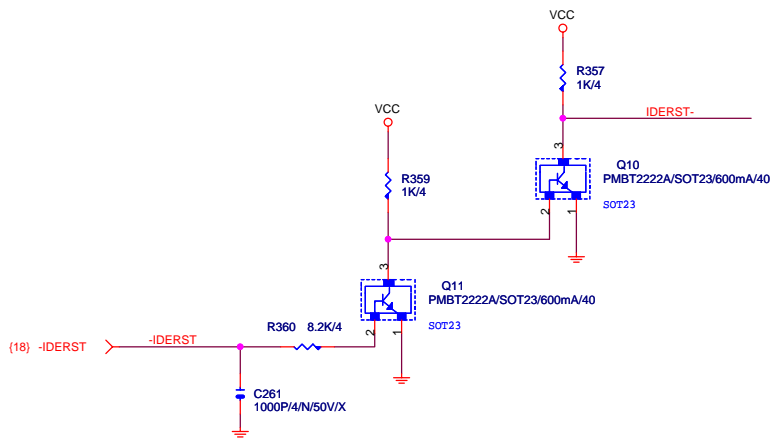 VCC
R357
1K/4
IDERST-
3
Q10
PMBT2222A/SOT23/600mA/40
SOT23
2
1
VCC
R359
1K/4
3
Q11
PMBT2222A/SOT23/600mA/40
SOT23
2
1
R360 8.2K/4
{18} -IDERST
-IDERST
C261
1000P/4/N/50V/X